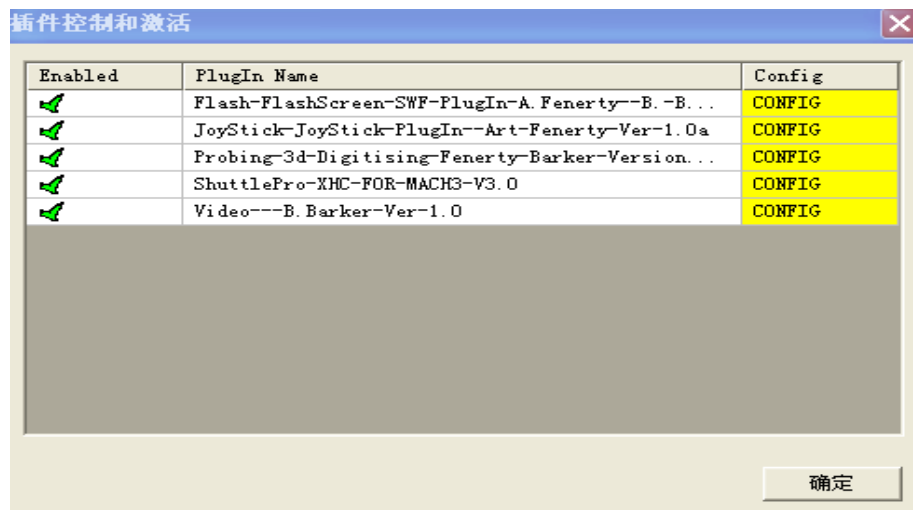 插件控制和激活
Enabled PlugIn Name Config
Flash-FlashScreen-SWF-PlugIn-A.Fenerty--B.-B... CONFIG
JoyStick-JoyStick-PlugIn--Art-Fenerty-Ver-1.0a CONFIG
Probing-3d-Digitising-Fenerty-Barker-Version... CONFIG
ShuttlePro-XHC-FOR-MACH3-V3.0 CONFIG
Video---B.Barker-Ver-1.0 CONFIG
确定